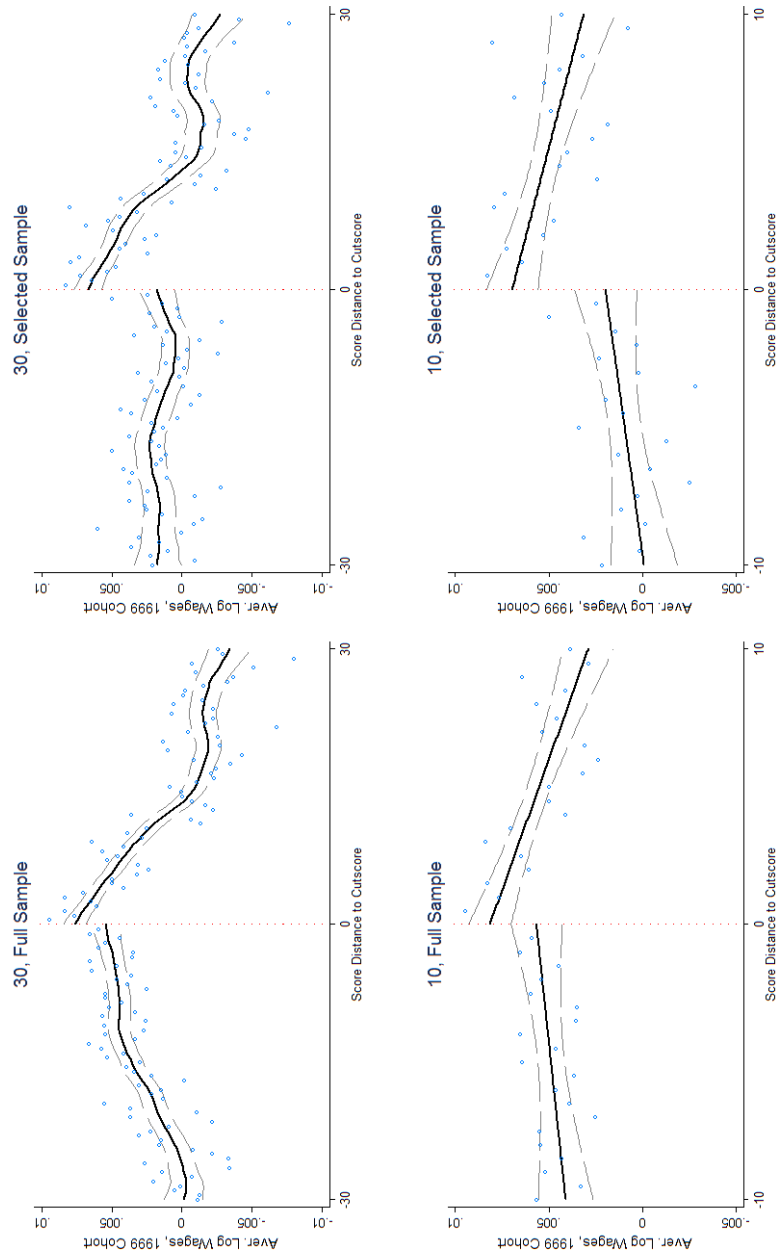 30, Full Sample
Aver. Log Wages, 1999 Cohort
.01
.005
0
-.005
-.01
-30
0
30
Score Distance to Cutscore
30, Selected Sample
Aver. Log Wages, 1999 Cohort
.01
.005
0
-.005
-.01
-30
0
30
Score Distance to Cutscore
10, Full Sample
Aver. Log Wages, 1999 Cohort
.01
.005
0
-.005
-10
0
10
Score Distance to Cutscore
10, Selected Sample
Aver. Log Wages, 1999 Cohort
.01
.005
0
-.005
-10
0
10
Score Distance to Cutscore